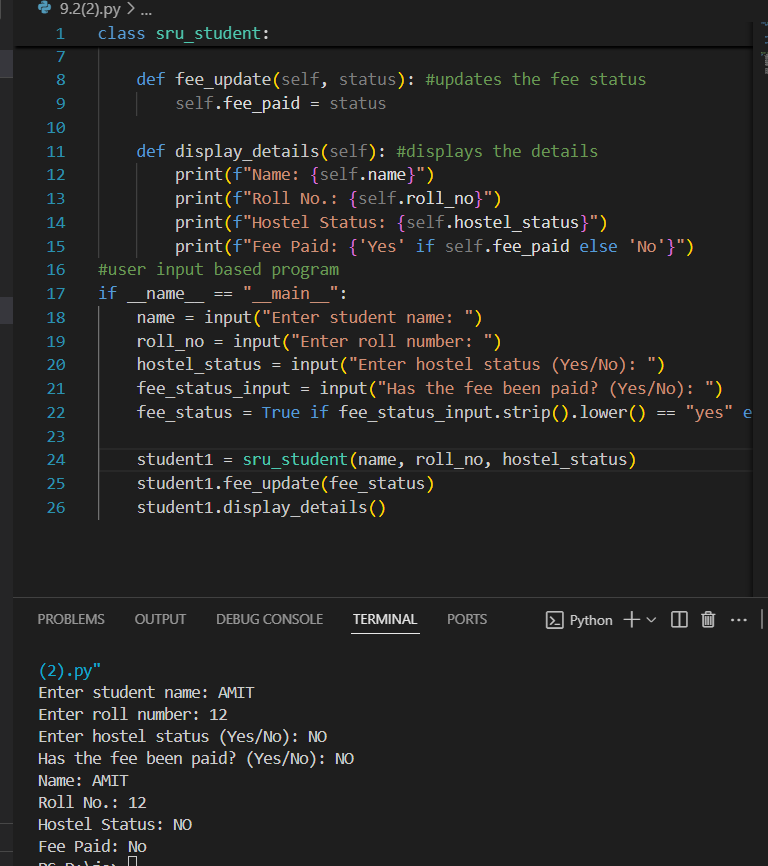 9.2(2).py > ...
1 class sru_student:
7
8 def fee_update(self, status): #updates the fee status
9 self.fee_paid = status
10
11 def display_details(self): #displays the details
12 print(f"Name: {self.name}")
13 print(f"Roll No.: {self.roll_no}")
14 print(f"Hostel Status: {self.hostel_status}")
15 print(f"Fee Paid: {'Yes' if self.fee_paid else 'No'}")
16 #user input based program
17 if __name__ == "__main__":
18 name = input("Enter student name: ")
19 roll_no = input("Enter roll number: ")
20 hostel_status = input("Enter hostel status (Yes/No): ")
21 fee_status_input = input("Has the fee been paid? (Yes/No): ")
22 fee_status = True if fee_status_input.strip().lower() == "yes" e
23
24 student1 = sru_student(name, roll_no, hostel_status)
25 student1.fee_update(fee_status)
26 student1.display_details()
PROBLEMS OUTPUT DEBUG CONSOLE TERMINAL PORTS Python
(2).py"
Enter student name: AMIT
Enter roll number: 12
Enter hostel status (Yes/No): NO
Has the fee been paid? (Yes/No): NO
Name: AMIT
Roll No.: 12
Hostel Status: NO
Fee Paid: No